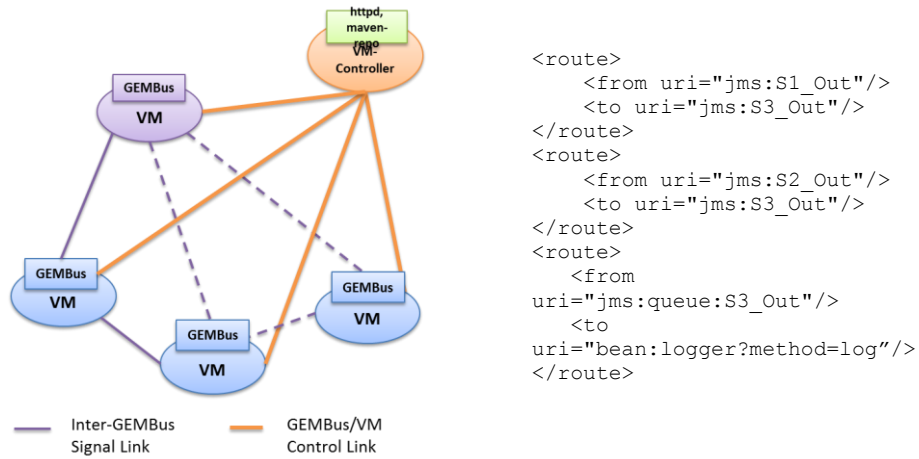 httpd,
maven-
repo
VM-
Controller
GEMBus
VM
GEMBus
VM
GEMBus
VM
GEMBus
VM
Inter-GEMBus
Signal Link
GEMBus/VM
Control Link
<route>
    <from uri="jms:S1_Out"/>
    <to uri="jms:S3_Out"/>
</route>
<route>
    <from uri="jms:S2_Out"/>
    <to uri="jms:S3_Out"/>
</route>
<route>
   <from
uri="jms:queue:S3_Out"/>
   <to
uri="bean:logger?method=log”/>
</route>